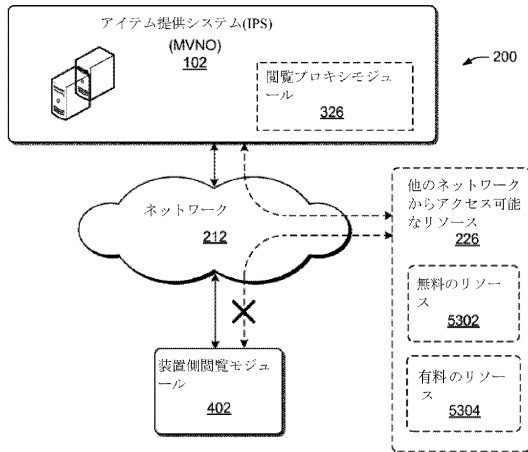 アイテム提供システム(IPS)
(MVNO)
102
閲覧プロキシモジュ
ール
326
200
ネットワーク
212
他のネットワーク
からアクセス可能
なリソース
226
無料のリソー
ス
5302
有料のリソー
ス
5304
装置側閲覧モジュ
ール
402